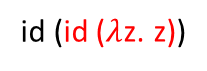 id (id (λz. z))